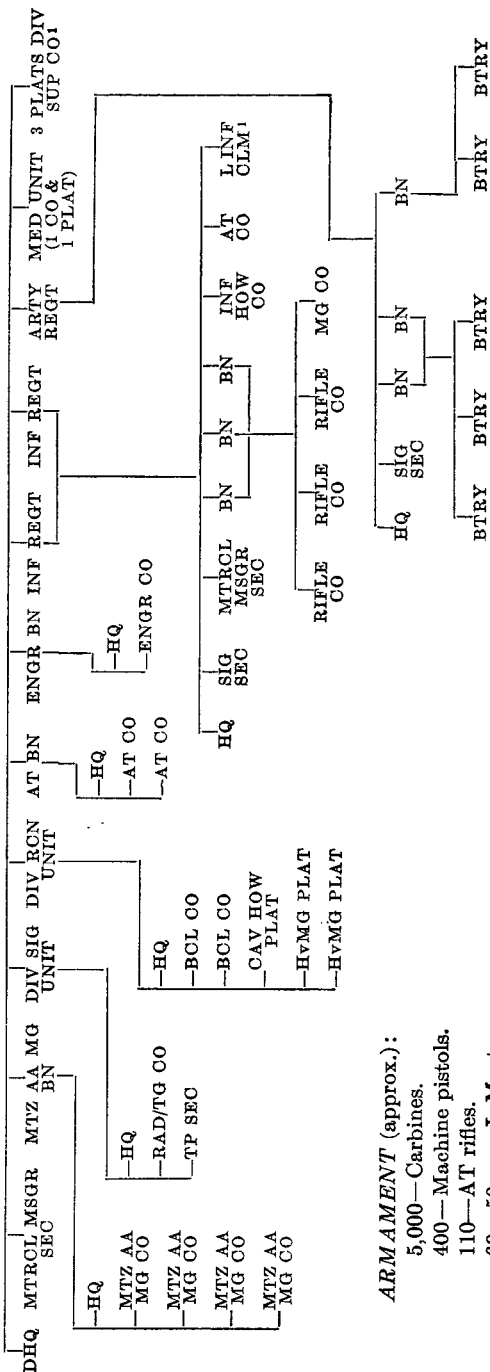 DHQ
MTRCL MSGR
SEC
MTZ AA MG
BN
DIV SIG
UNIT
DIV RCN
UNIT
AT BN
ENGR BN
INF REGT
INF REGT
ARTY
REGT
MED UNIT
(1 CO &
1 PLAT)
3 PLATS DIV
SUP CO¹
HQ
MTZ AA
MG CO
MTZ AA
MG CO
MTZ AA
MG CO
MTZ AA
MG CO
HQ
RAD/TG CO
TP SEC
HQ
BCL CO
BCL CO
CAV HOW
PLAT
HvMG PLAT
HvMG PLAT
HQ
AT CO
AT CO
HQ
ENGR CO
HQ
SIG
SEC
MTRCL
MSGR
SEC
BN
BN
BN
INF
HOW
CO
AT
CO
L INF
CLM¹
RIFLE
CO
RIFLE
CO
RIFLE
CO
MG CO
HQ
SIG
SEC
BN
BN
BN
BTRY
BTRY
BTRY
BTRY
BTRY
ARMAMENT (approx.):
5,000—Carbines.
400—Machine pistols.
110—AT rifles.